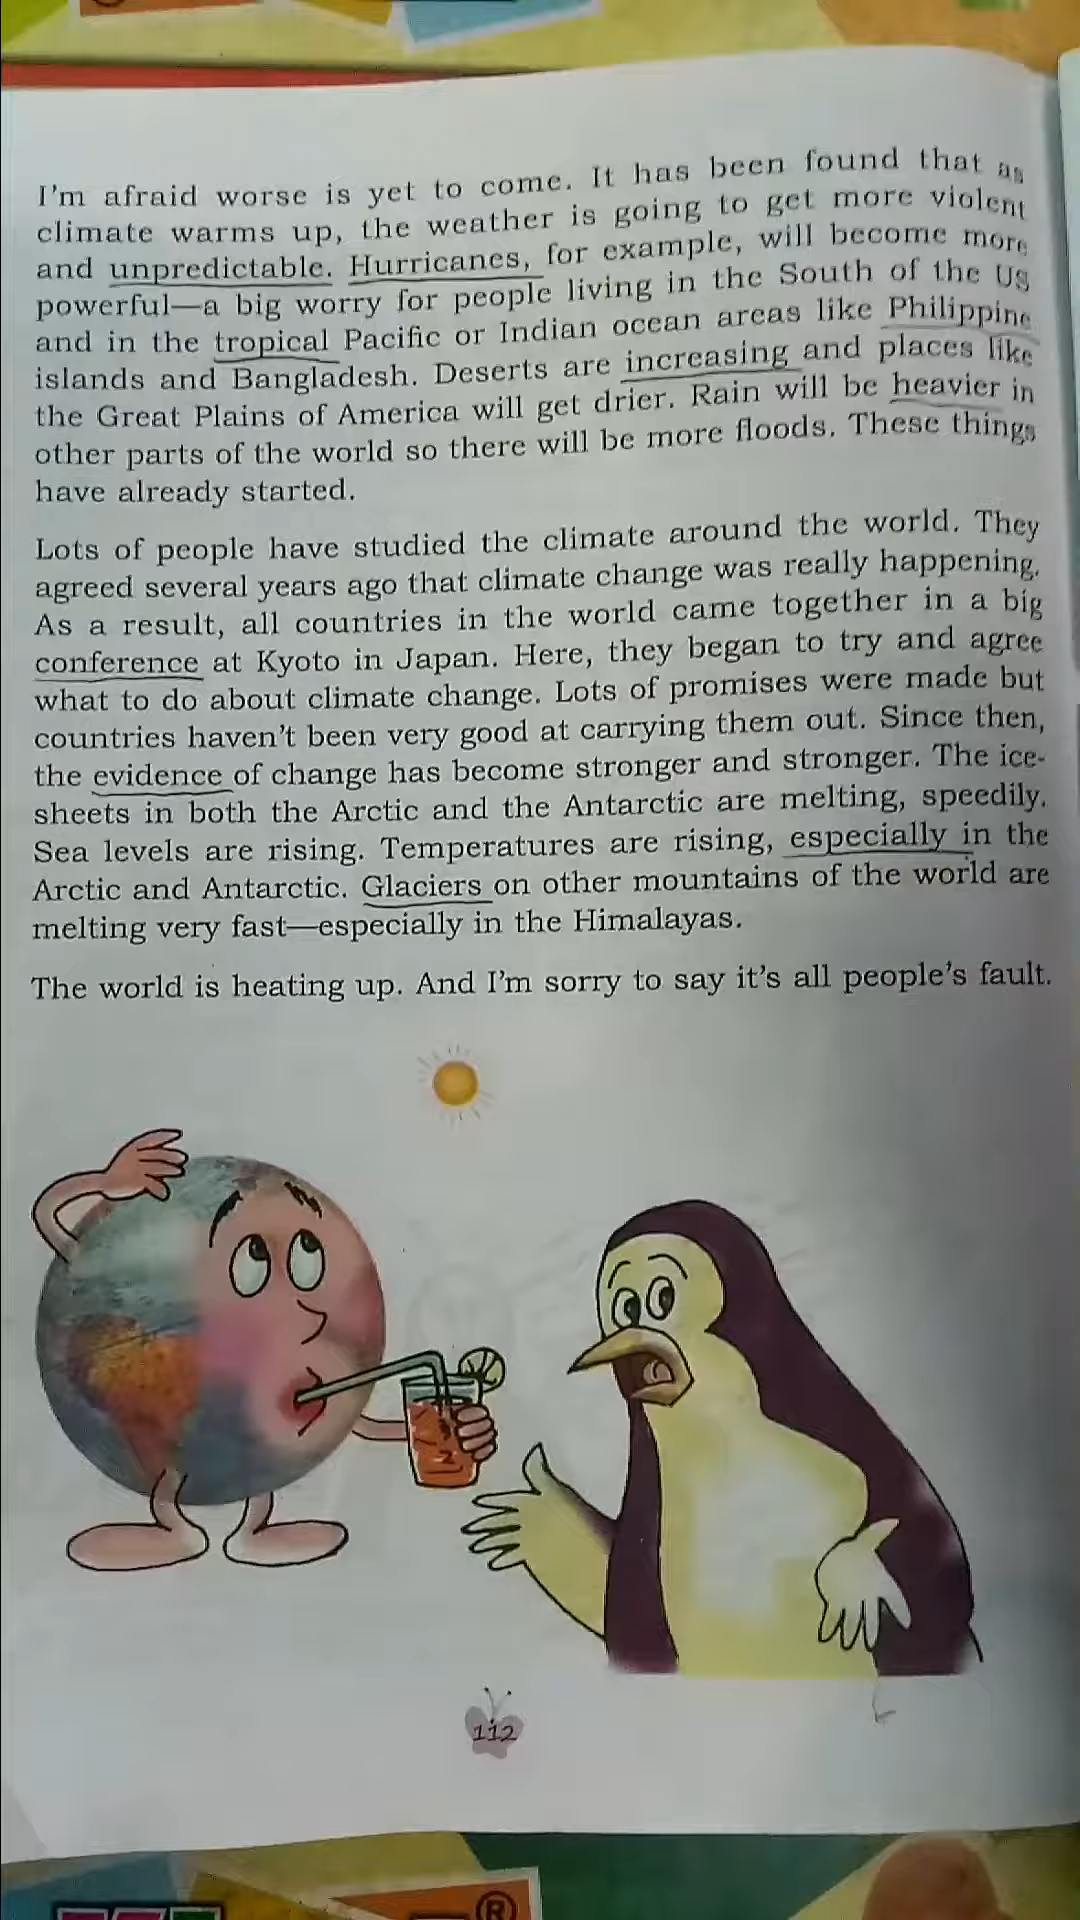 I'm afraid worse is yet to come. It has been found that as
climate warms up, the weather is going to get more violent
and unpredictable. Hurricanes, for example, will become more
powerful—a big worry for people living in the South of the US
and in the tropical Pacific or Indian ocean areas like Philippine
islands and Bangladesh. Deserts are increasing and places like
the Great Plains of America will get drier. Rain will be heavier in
other parts of the world so there will be more floods. These things
have already started.
Lots of people have studied the climate around the world. They
agreed several years ago that climate change was really happening.
As a result, all countries in the world came together in a big
conference at Kyoto in Japan. Here, they began to try and agree
what to do about climate change. Lots of promises were made but
countries haven't been very good at carrying them out. Since then,
the evidence of change has become stronger and stronger. The ice-
sheets in both the Arctic and the Antarctic are melting, speedily.
Sea levels are rising. Temperatures are rising, especially in the
Arctic and Antarctic. Glaciers on other mountains of the world are
melting very fast—especially in the Himalayas.
The world is heating up. And I'm sorry to say it's all people's fault.
112
®